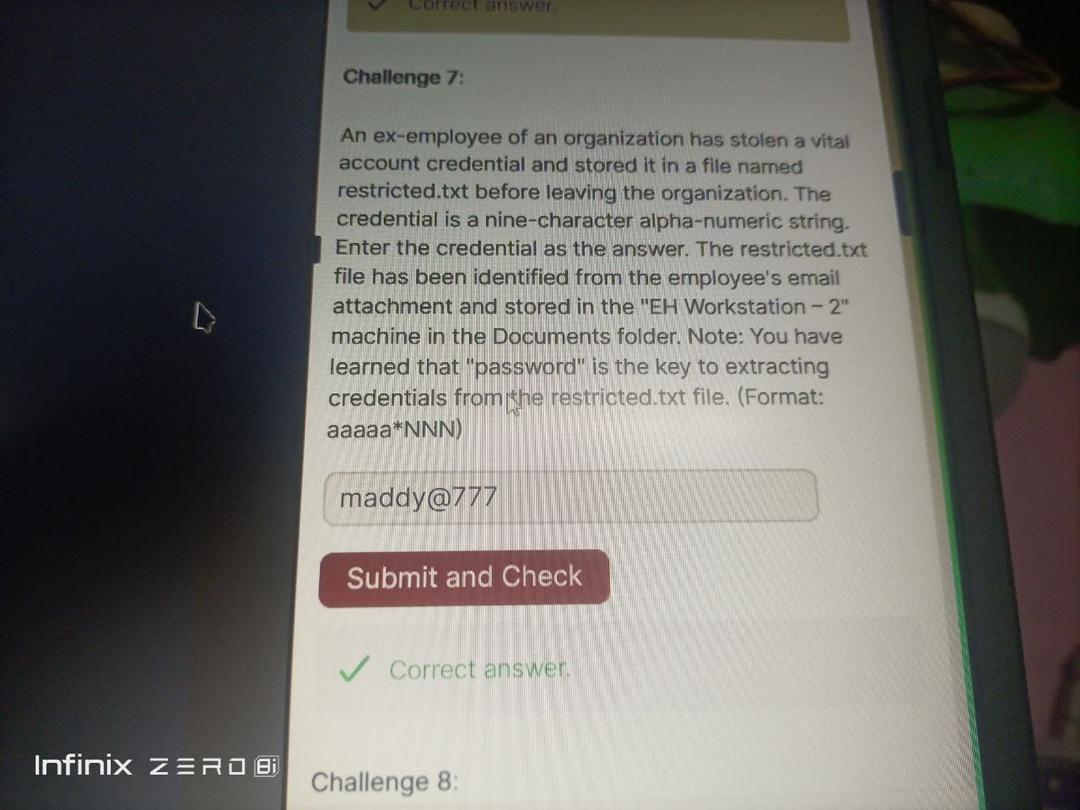 Correct answer.
Challenge 7:
An ex-employee of an organization has stolen a vital
account credential and stored it in a file named
restricted.txt before leaving the organization. The
credential is a nine-character alpha-numeric string.
Enter the credential as the answer. The restricted.txt
file has been identified from the employee's email
attachment and stored in the "EH Workstation – 2"
machine in the Documents folder. Note: You have
learned that "password" is the key to extracting
credentials from the restricted.txt file. (Format:
aaaaa*NNN)
maddy@777
Submit and Check
Correct answer.
Challenge 8:
Infinix ZERO 8i